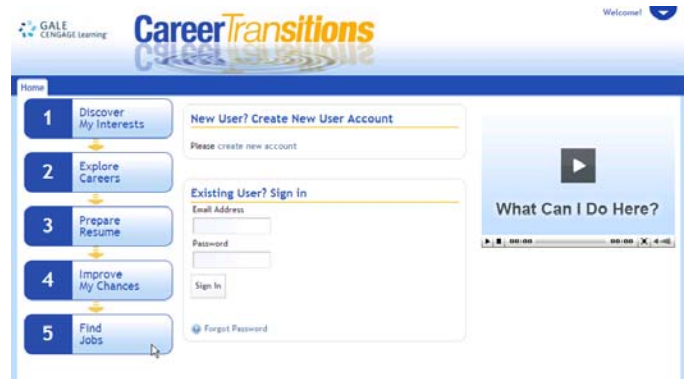 Welcome!
GALE
CENGAGE Learning
CareerTransitions
Home
1 Discover
My Interests
2 Explore
Careers
3 Prepare
Resume
4 Improve
My Chances
5 Find
Jobs
New User? Create New User Account
Please create new account
Existing User? Sign in
Email Address
Password
Sign In
Forgot Password
What Can I Do Here?
00:00 00:00